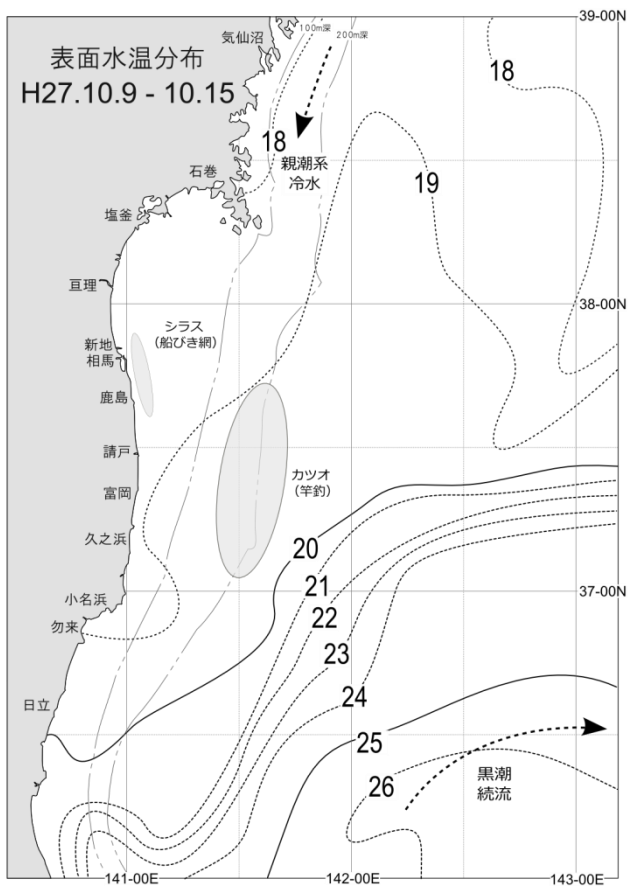 39-00N
気仙沼
100m深
200m深
表面水温分布
H27.10.9 - 10.15
18
18
親潮系
冷水
石巻
19
塩釜
亘理
38-00N
シラス
(船びき網)
新地
相馬
鹿島
請戸
カツオ
(竿釣)
富岡
久之浜
20
21
37-00N
小名浜
22
勿来
23
24
日立
25
26
黒潮
続流
141-00E
142-00E
143-00E